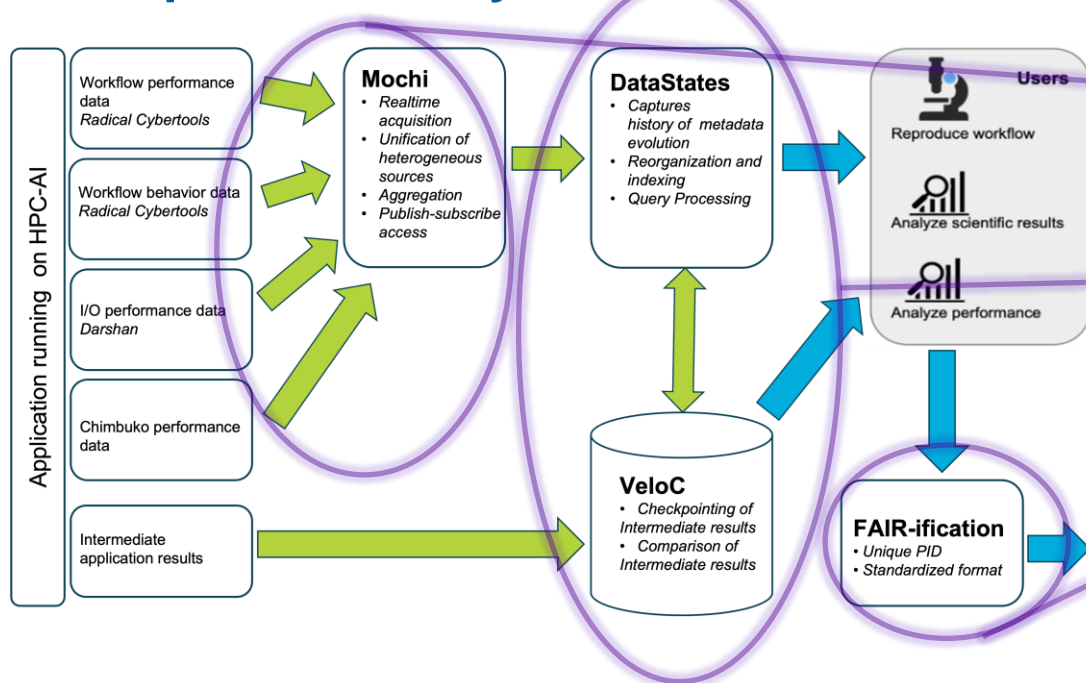 Application running on HPC-AI
Workflow performance
data
Radical Cybertools
Workflow behavior data
Radical Cybertools
I/O performance data
Darshan
Chimbuko performance
data
Intermediate
application results
Mochi
• Realtime
acquisition
• Unification of
heterogeneous
sources
• Aggregation
• Publish-subscribe
access
DataStates
• Captures
history of metadata
evolution
• Reorganization and
indexing
• Query Processing
VeloC
• Checkpointing of
Intermediate results
• Comparison of
Intermediate results
Users
Reproduce workflow
Analyze scientific results
Analyze performance
FAIR-ification
• Unique PID
• Standardized format